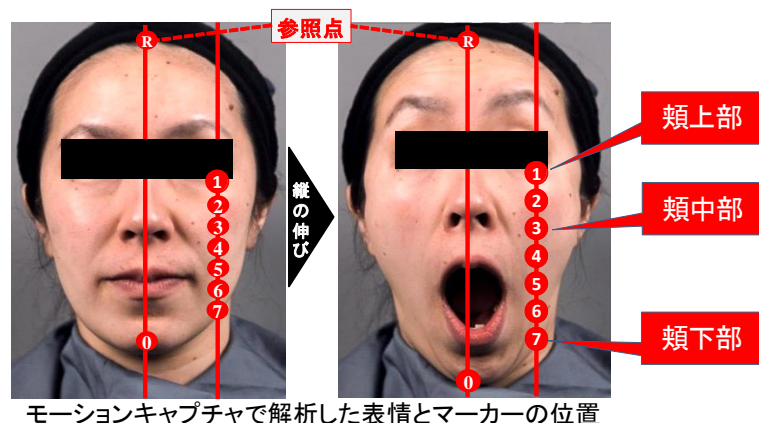 参照点
R
R
1
2
3
4
5
6
7
0
縦の伸び
1
2
3
4
5
6
7
0
頬上部
頬中部
頬下部
モーションキャプチャで解析した表情とマーカーの位置